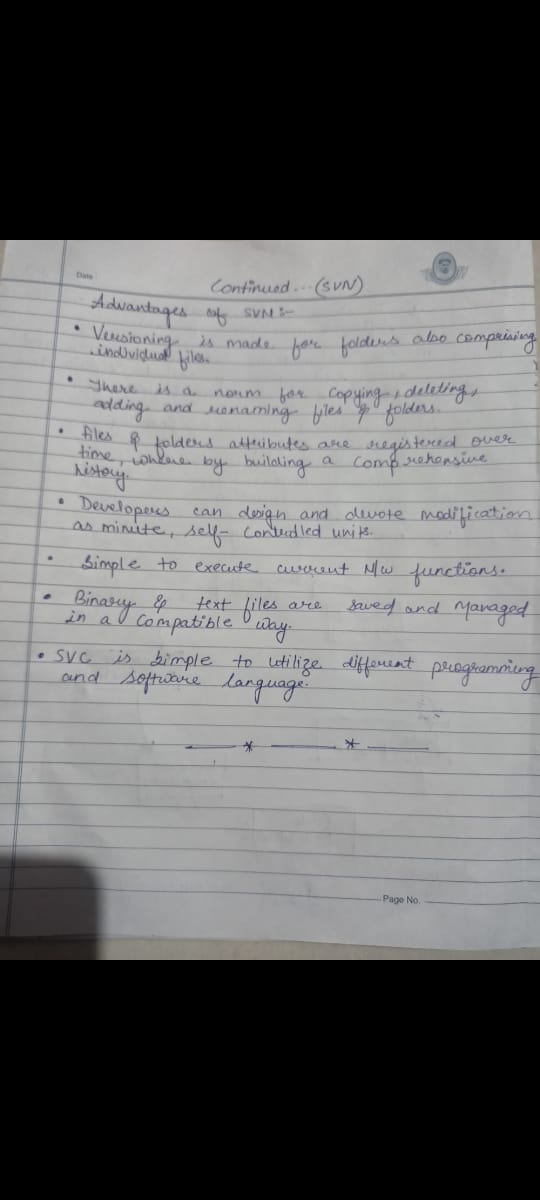 Date
Continued... (SVN)
Advantages of SVN :-
• Versioning is made for folders also comprising
individual files.
• There is a norm for copying, deleting,
adding and renaming files & folders.
• files & folders attributes are registered over
time, where by building a comprehensive
history.
• Developers can design and devote modification
as minute, self- controlled units.
• Simple to execute current N/w functions.
• Binary & text files are saved and Managed
in a compatible way.
• SVC is simple to utilize different programming
and software language.
—— * —— * ——
Page No.